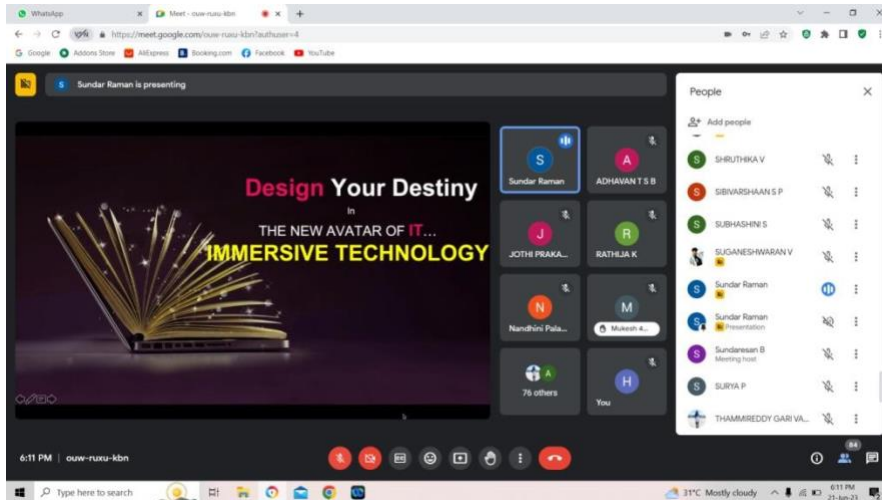 WhatsApp
Meet - ouw-ruxu-kbn
https://meet.google.com/ouw-ruxu-kbn?authuser=4
Google
Addons Store
AliExpress
Booking.com
Facebook
YouTube
S Sundar Raman is presenting
Design Your Destiny
In
THE NEW AVATAR OF IT...
IMMERSIVE TECHNOLOGY
S
Sundar Raman
A
ADHAVAN T S B
J
JOTHI PRAKA...
R
RATHIJA K
N
Nandhini Pala...
M
Mukesh 4...
A
76 others
H
You
People
Add people
S SHRUTHIKA V
S SIBIVARSHAAN S P
S SUBHASHINI S
SUGANESHWARAN V
S Sundar Raman
S Sundar Raman
Presentation
S Sundaresan B
Meeting host
S SURYA P
THAMMIREDDY GARI VA...
6:11 PM | ouw-ruxu-kbn
84
Type here to search
31°C Mostly cloudy
6:11 PM
21-Jun-23